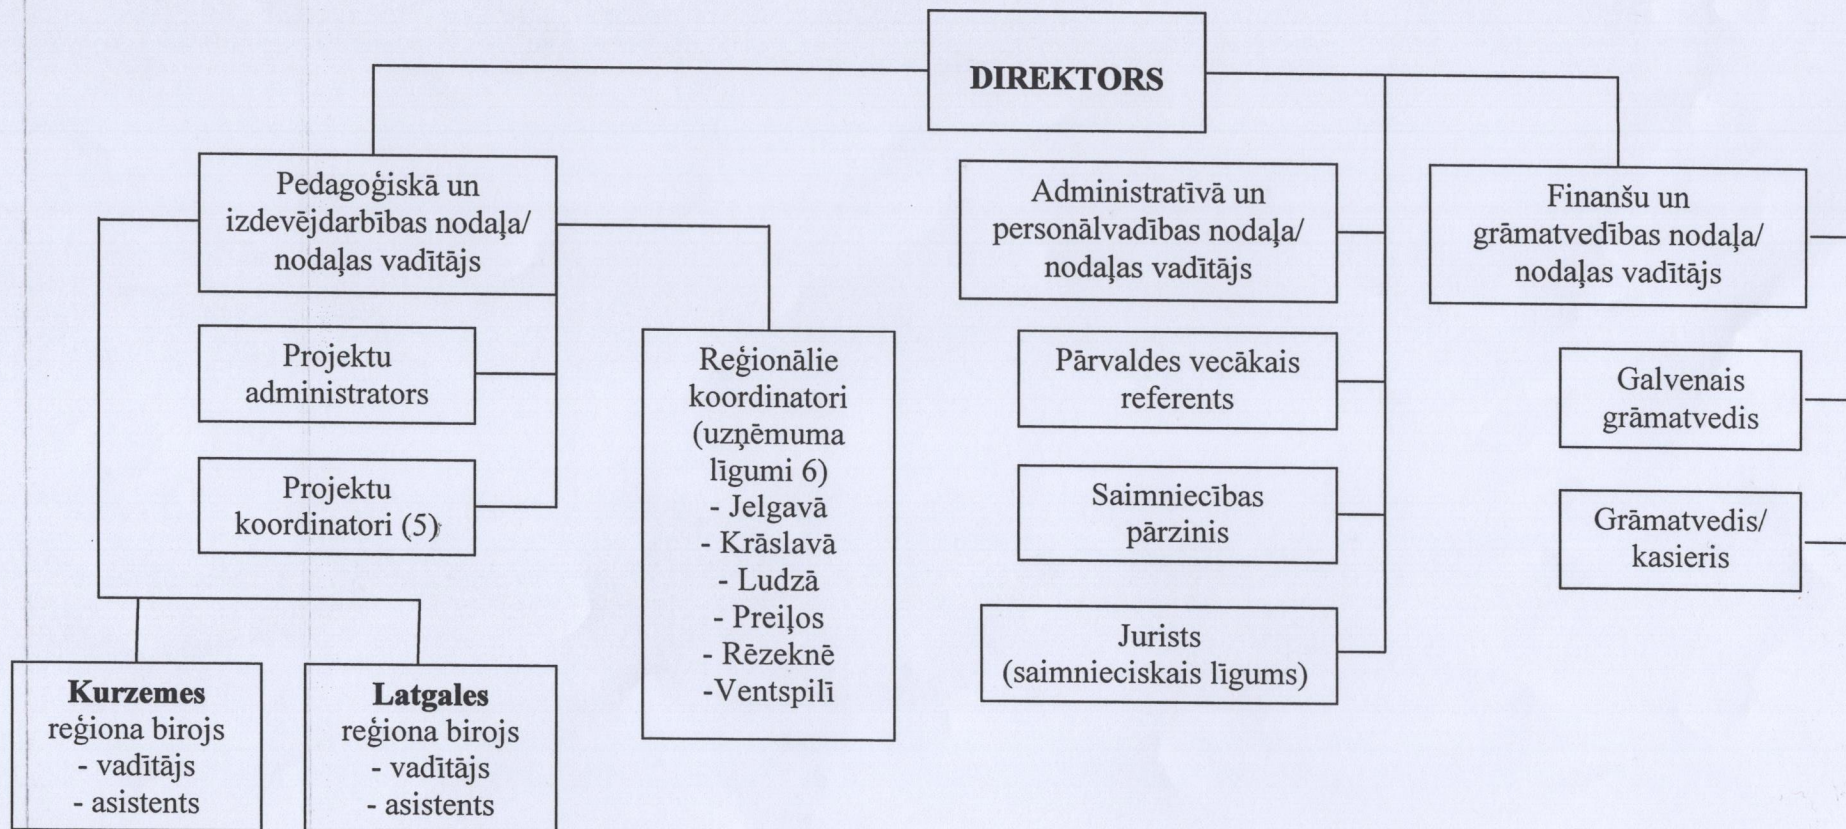 DIREKTORS
Pedagoģiskā un
izdevējdarbības nodaļa/
nodaļas vadītājs
Projektu
administrators
Projektu
koordinatori (5)
Kurzemes
reģiona birojs
- vadītājs
- asistents
Latgales
reģiona birojs
- vadītājs
- asistents
Reģionālie
koordinatori
(uzņēmuma
līgumi 6)
- Jelgavā
- Krāslavā
- Ludzā
- Preiļos
- Rēzeknē
-Ventspilī
Administratīvā un
personālvadības nodaļa/
nodaļas vadītājs
Pārvaldes vecākais
referents
Saimniecības
pārzinis
Jurists
(saimnieciskais līgums)
Finanšu un
grāmatvedības nodaļa/
nodaļas vadītājs
Galvenais
grāmatvedis
Grāmatvedis/
kasieris